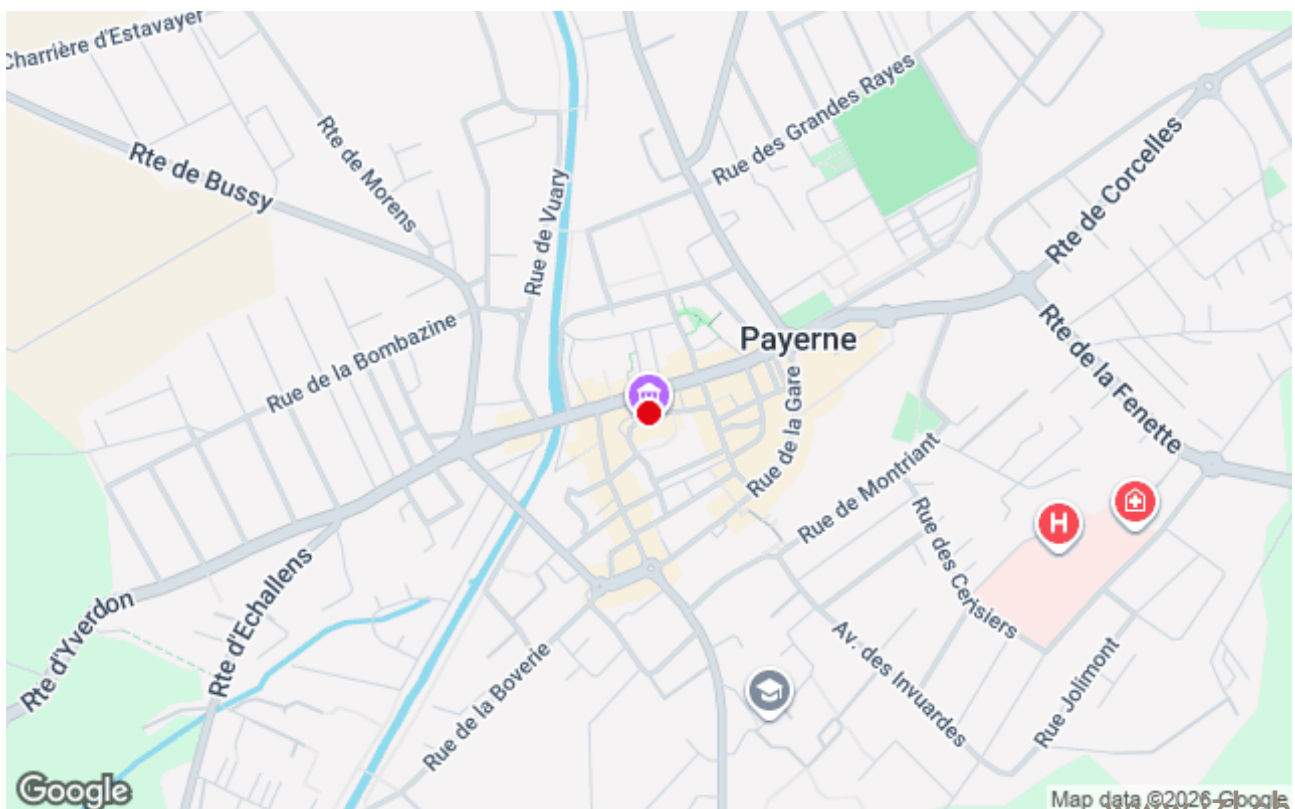 Charrière d'Estavayer
Rte de Morens
Rue des Grandes Rayes
Rte de Bussy
Rue de Vuary
Rte de Corcelles
Rue de la Bombazine
Payerne
Rte de la Fenette
Rue de la Gare
Rue de Montriant
H
Rue des Cerisiers
Rte d'Echallens
Rte d'Yverdon
Av. des Invuardes
Rue de la Boverie
Rue Jolimont
Google
Map data ©2026 Google